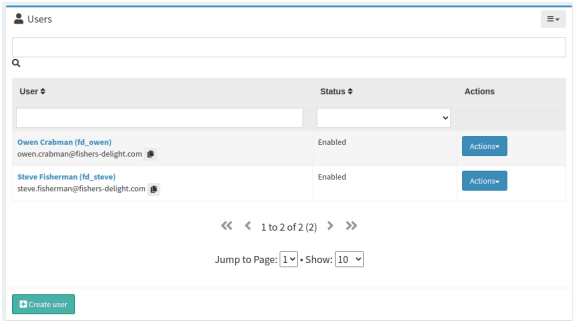 Users
User Status Actions
Owen Crabman (fd_owen) Enabled Actions
owen.crabman@fishers-delight.com
Steve Fisherman (fd_steve) Enabled Actions
steve.fisherman@fishers-delight.com
1 to 2 of 2 (2)
Jump to Page: 1 • Show: 10
Create user